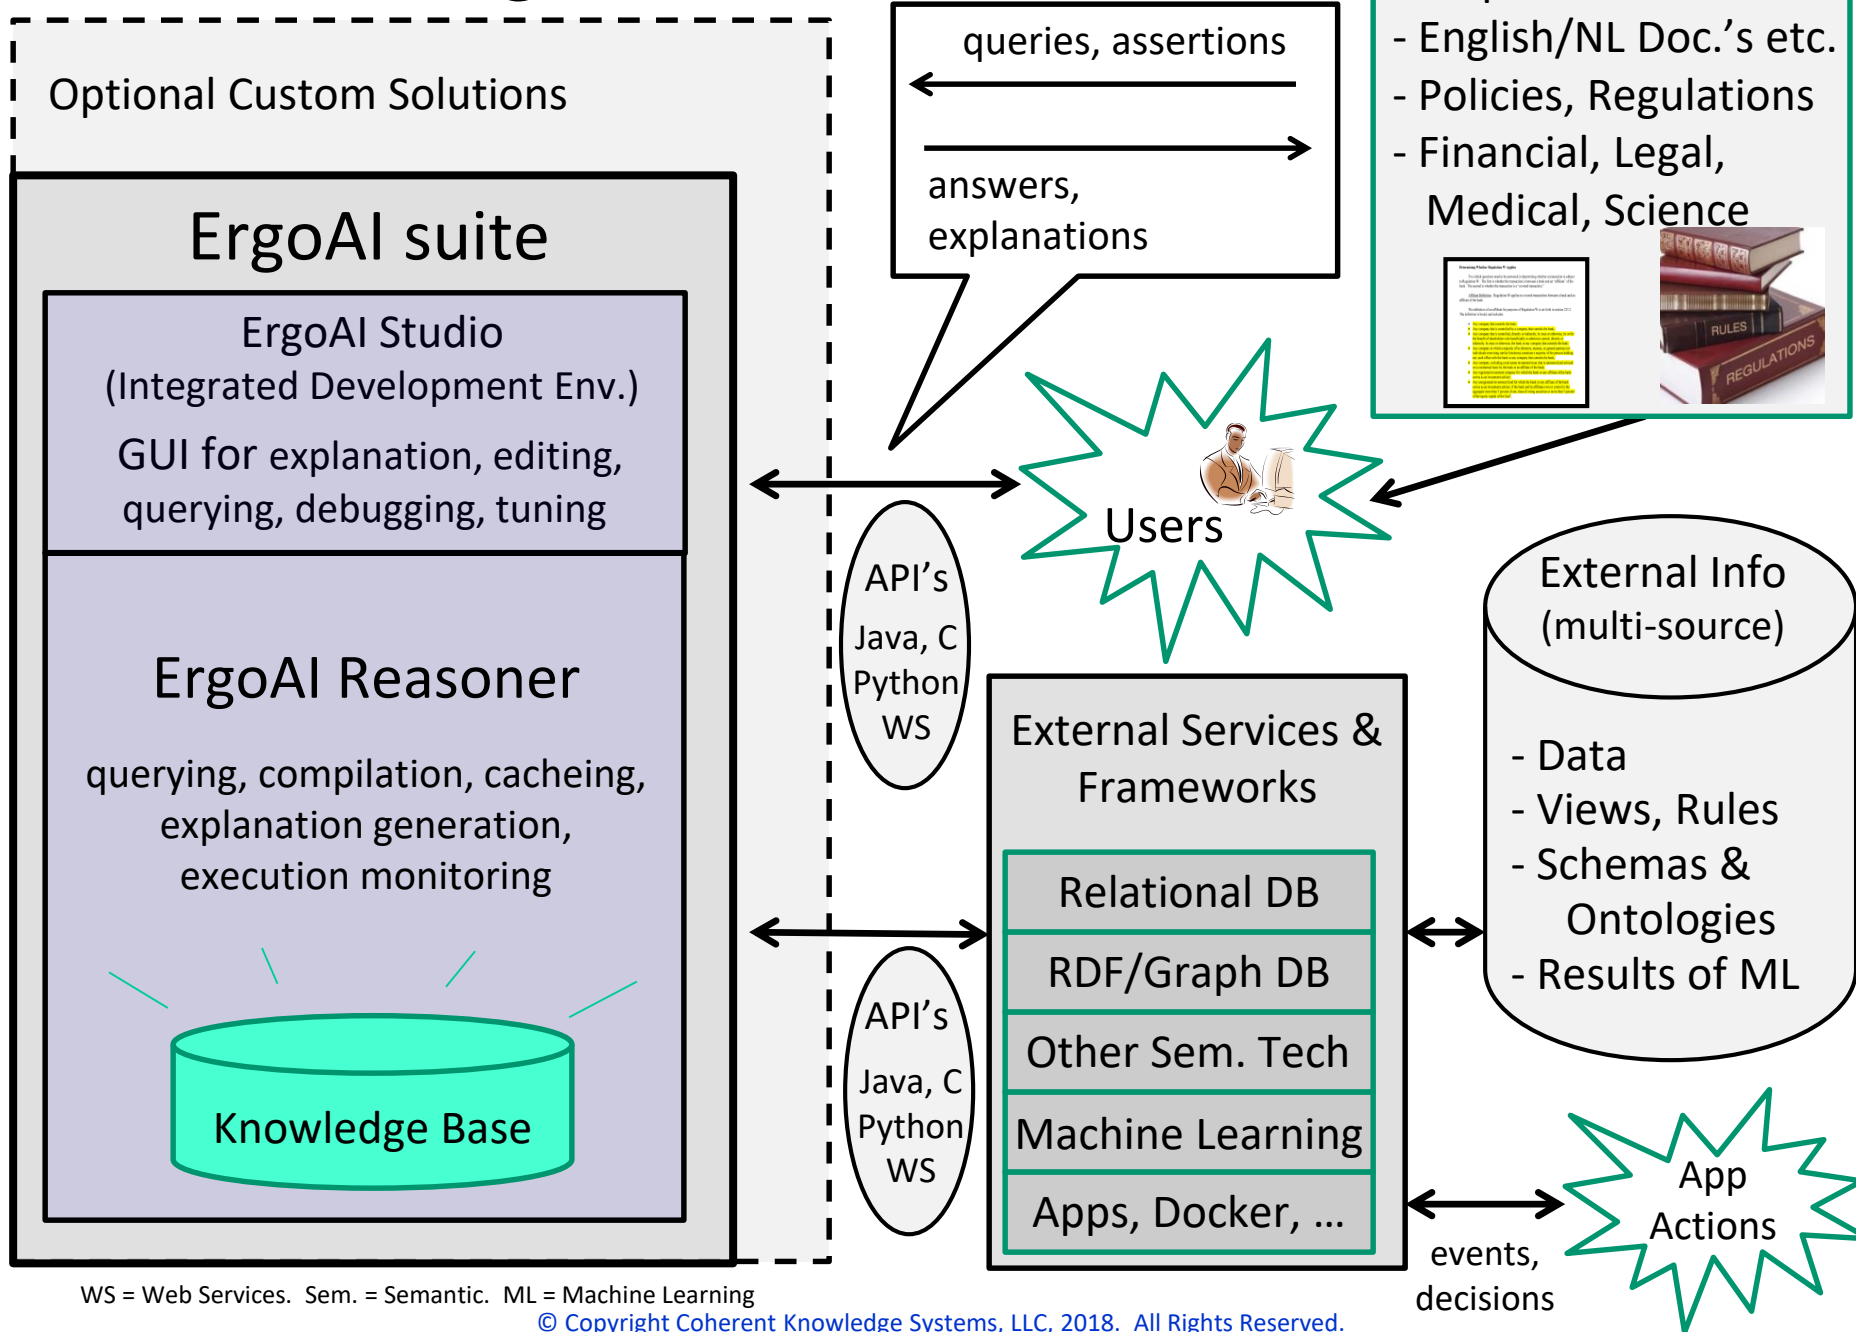 Optional Custom Solutions
ErgoAI suite
ErgoAI Studio
(Integrated Development Env.)
GUI for explanation, editing,
querying, debugging, tuning
ErgoAI Reasoner
querying, compilation, cacheing,
explanation generation,
execution monitoring
Knowledge Base
queries, assertions
answers,
explanations
- English/NL Doc.'s etc.
- Policies, Regulations
- Financial, Legal,
Medical, Science
RULES
REGULATIONS
Users
API's
Java, C
Python
WS
External Services &
Frameworks
Relational DB
RDF/Graph DB
Other Sem. Tech
Machine Learning
Apps, Docker, ...
API's
Java, C
Python
WS
External Info
(multi-source)
- Data
- Views, Rules
- Schemas &
Ontologies
- Results of ML
App
Actions
events,
decisions
WS = Web Services. Sem. = Semantic. ML = Machine Learning
© Copyright Coherent Knowledge Systems, LLC, 2018. All Rights Reserved.